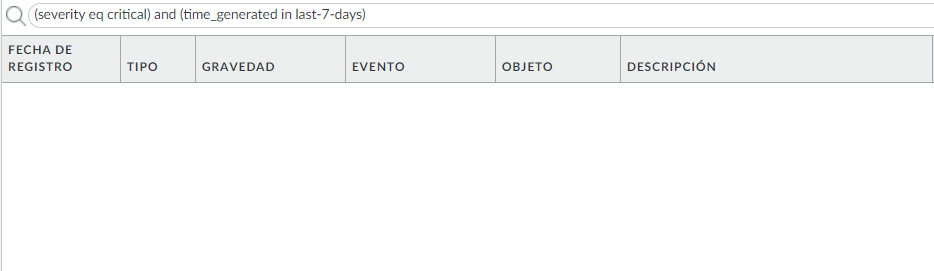 (severity eq critical) and (time_generated in last-7-days)
FECHA DE
REGISTRO TIPO GRAVEDAD EVENTO OBJETO DESCRIPCIÓN